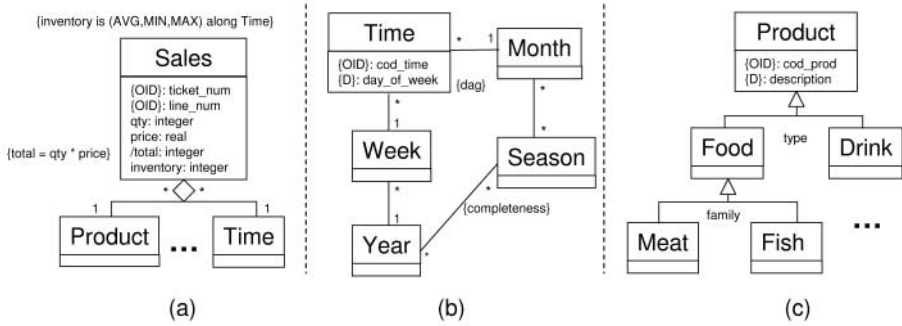 {inventory is (AVG,MIN,MAX) along Time}
Sales
{OID}: ticket_num
{OID}: line_num
qty: integer
price: real
/total: integer
inventory: integer
{total = qty * price}
* *
1 1
Product ... Time
(a)
Time
{OID}: cod_time
{D}: day_of_week
* 1
Month
{dag}
*
1
*
*
Week
Season
*
*
{completeness}
1
Year
*
(b)
Product
{OID}: cod_prod
{D}: description
type
Food
Drink
family
Meat
Fish
...
(c)